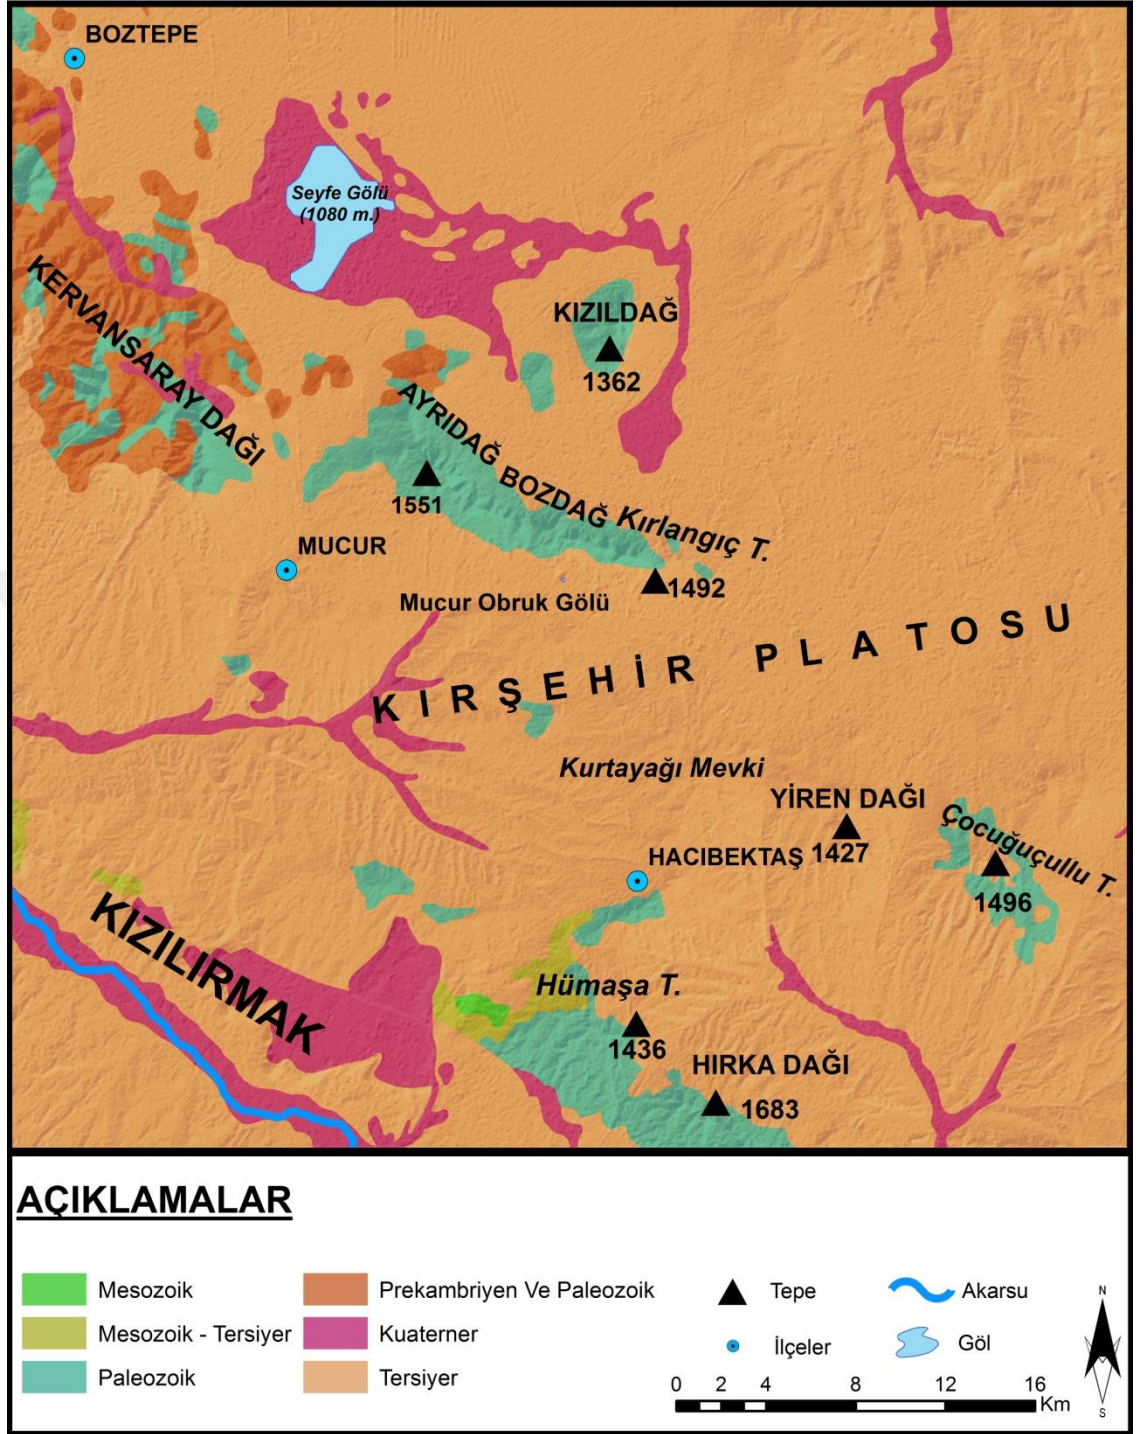 BOZTEPE
Seyfe Gölü
(1080 m.)
KERVANSARAY DAĞI
KIZILDAĞ
1362
AYRIDAĞ
BOZDAĞ
Kırlangıç T.
1551
MUCUR
1492
Mucur Obruk Gölü
KIRŞEHİR PLATOSU
Kurtayağı Mevki
YİREN DAĞI
1427
Çocuğuçullu T.
1496
HACIBEKTAŞ
KIZILIRMAK
Hümaşa T.
1436
HIRKA DAĞI
1683
AÇIKLAMALAR
Mesozoik
Mesozoik - Tersiyer
Paleozoik
Prekambriyen Ve Paleozoik
Kuaterner
Tersiyer
Tepe
İlçeler
Akarsu
Göl
N
S
0 2 4 8 12 16
Km